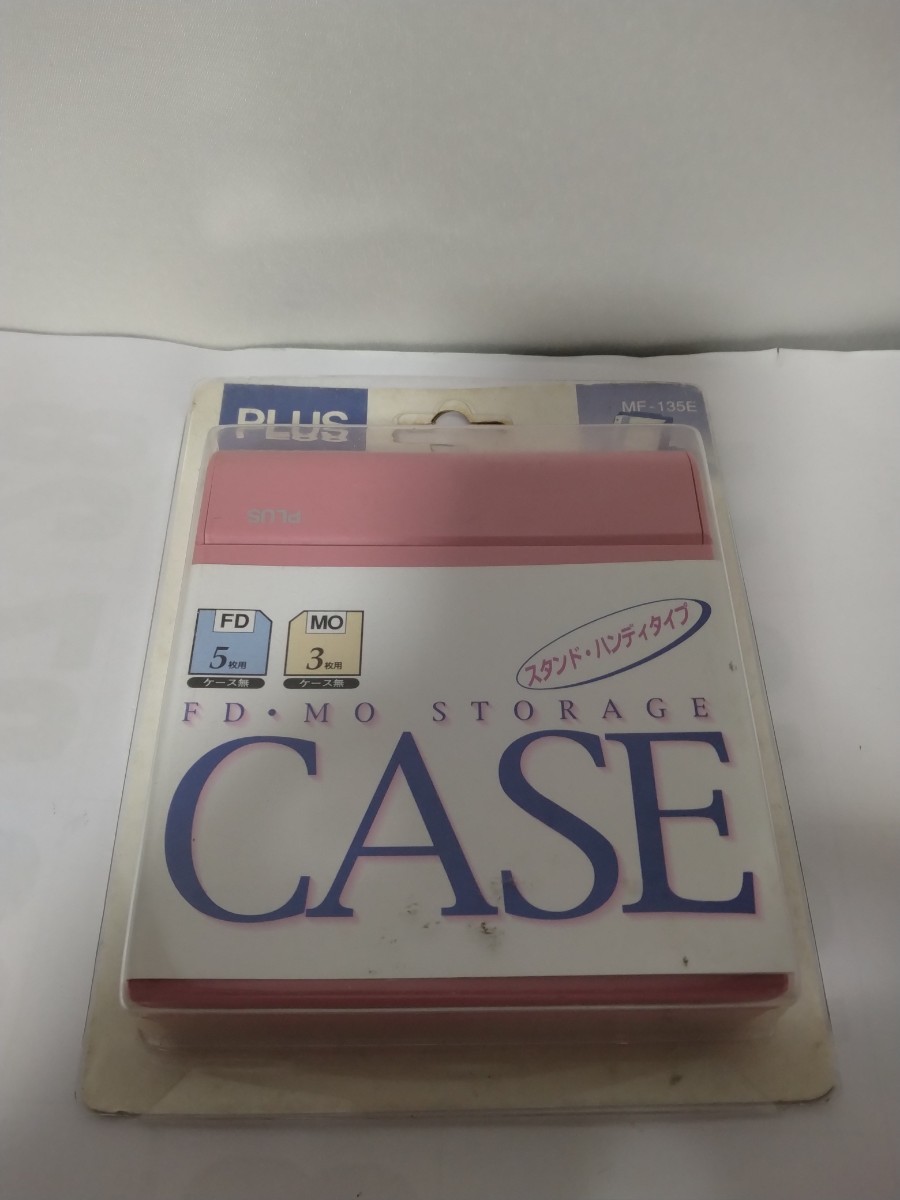 PLUS
MF-135E
PLUS
FD
5枚用
ケース無
MO
3枚用
ケース無
スタンド・ハンディタイプ
FD・MO STORAGE
CASE